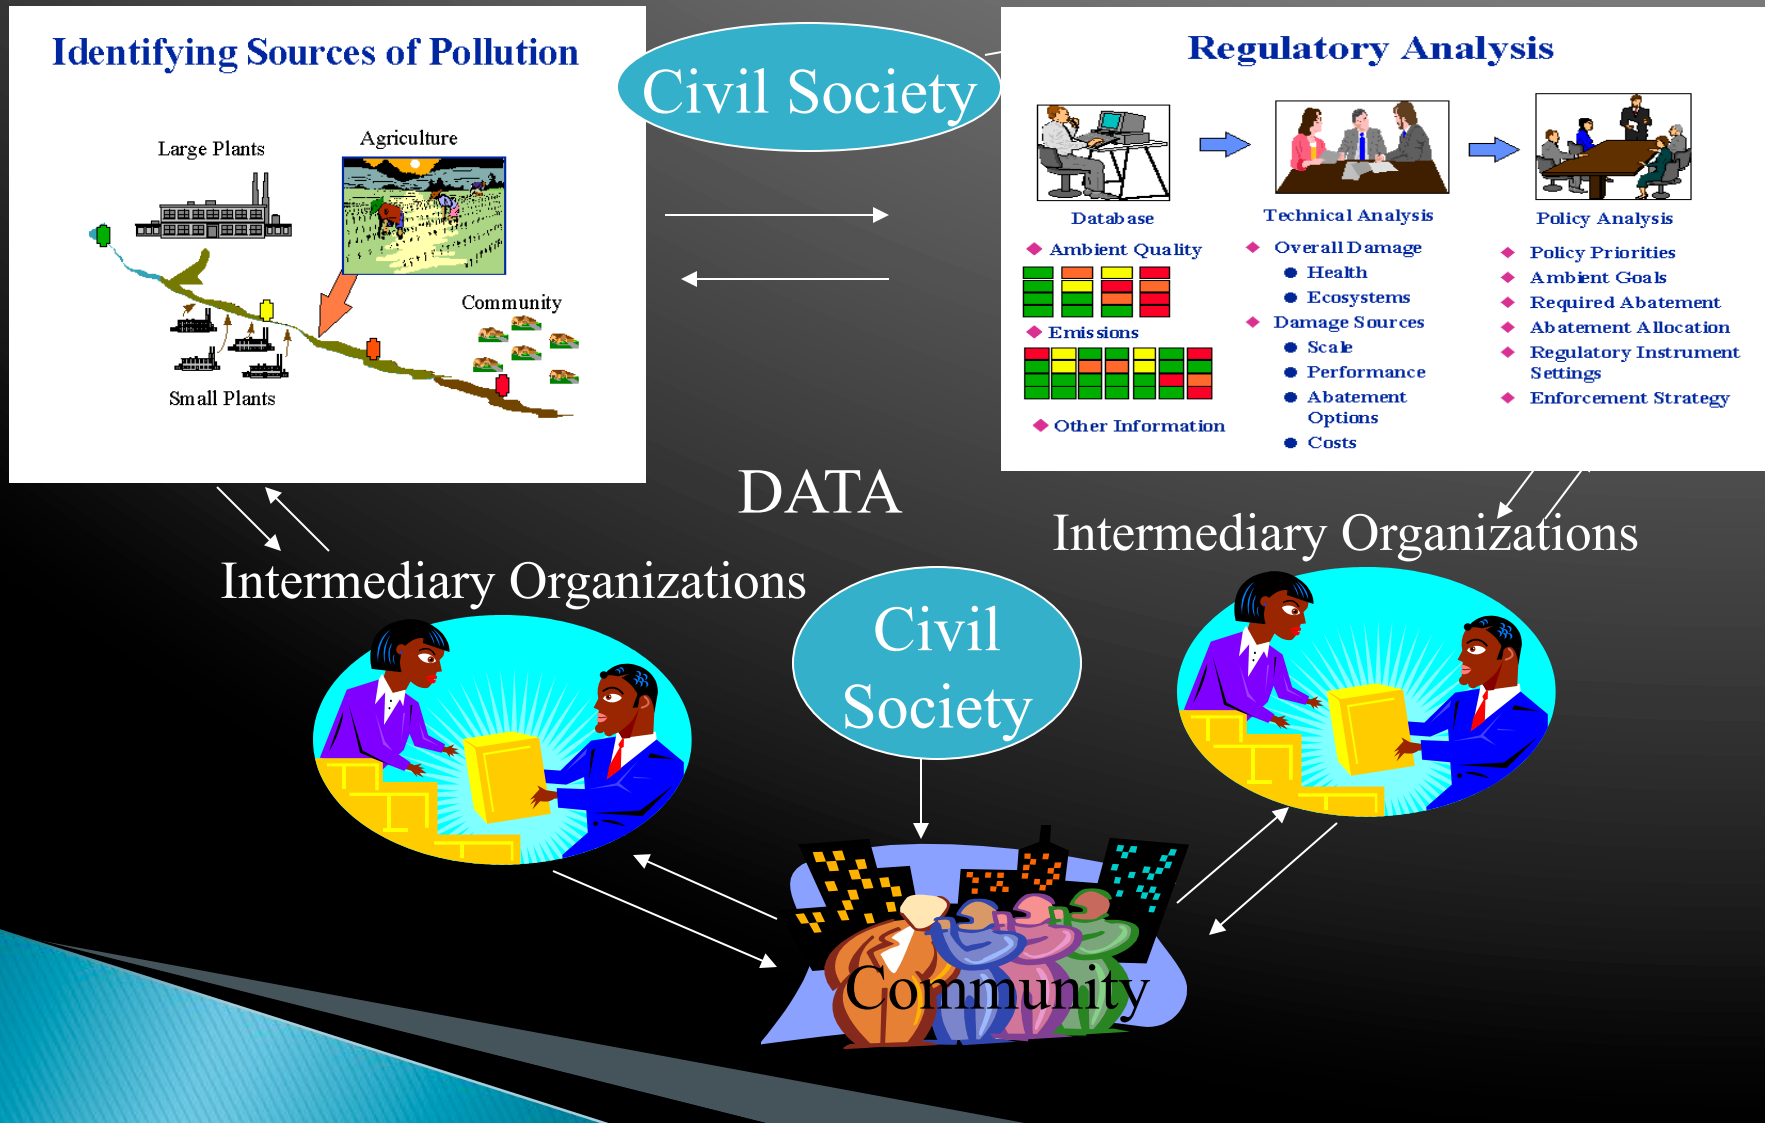 Identifying Sources of Pollution
Large Plants
Agriculture
Community
Small Plants
Civil Society
Regulatory Analysis
Database
Ambient Quality
Emissions
Other Information
Technical Analysis
Overall Damage
Health
Ecosystems
Damage Sources
Scale
Performance
Abatement
Options
Costs
Policy Analysis
Policy Priorities
Ambient Goals
Required Abatement
Abatement Allocation
Regulatory Instrument
Settings
Enforcement Strategy
DATA
Intermediary Organizations
Intermediary Organizations
Civil
Society
Community